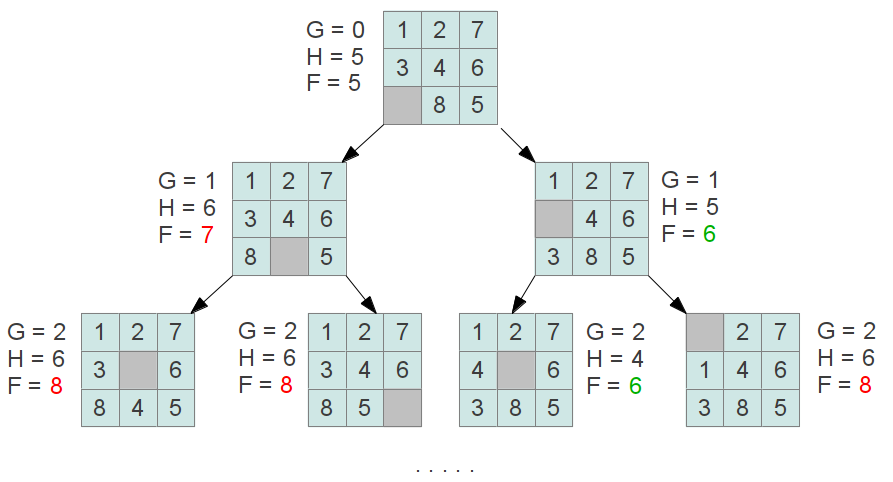 G = 0
H = 5
F = 5
1 2 7
3 4 6
8 5
G = 1
H = 6
F = 7
1 2 7
3 4 6
8 5
1 2 7
4 6
3 8 5
G = 1
H = 5
F = 6
G = 2
H = 6
F = 8
1 2 7
3 6
8 4 5
G = 2
H = 6
F = 8
1 2 7
3 4 6
8 5
1 2 7
4 6
3 8 5
G = 2
H = 4
F = 6
2 7
1 4 6
3 8 5
G = 2
H = 6
F = 8
. . . . .